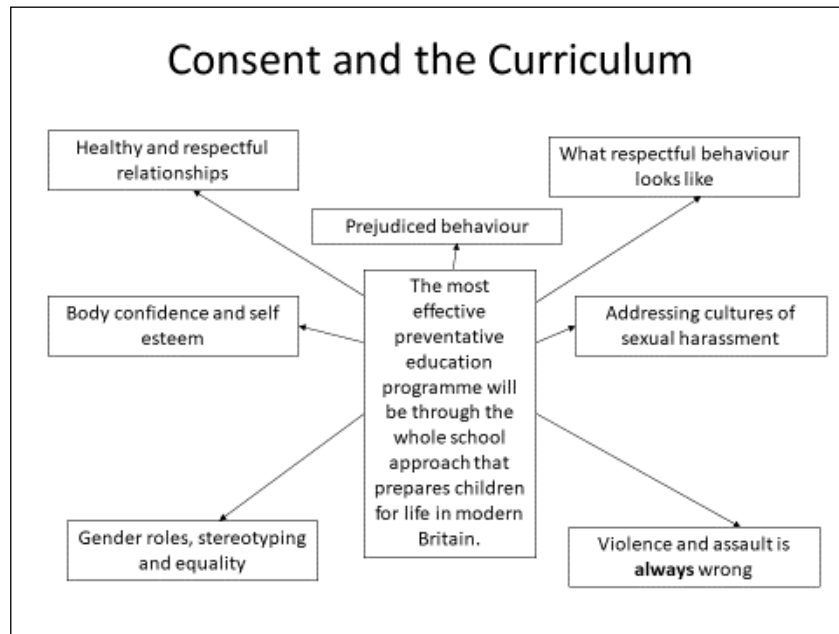 Consent and the Curriculum
Healthy and respectful
relationships
What respectful behaviour
looks like
Prejudiced behaviour
The most
effective
preventative
education
programme will
be through the
whole school
approach that
prepares children
for life in modern
Britain.
Body confidence and self
esteem
Addressing cultures of
sexual harassment
Gender roles, stereotyping
and equality
Violence and assault is
always wrong